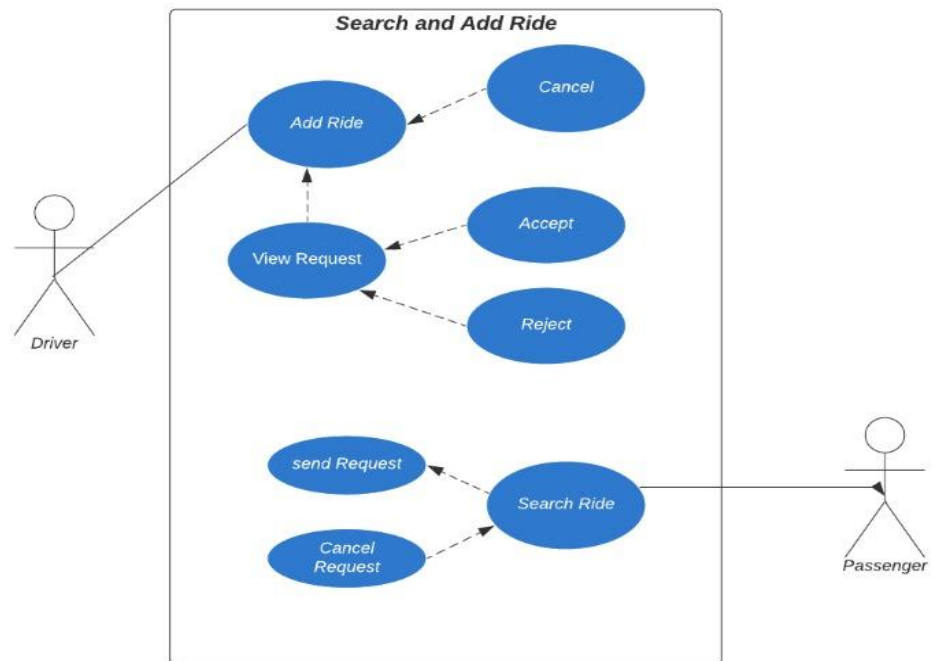 Search and Add Ride
Cancel
Add Ride
Accept
View Request
Reject
Driver
send Request
Search Ride
Cancel
Request
Passenger